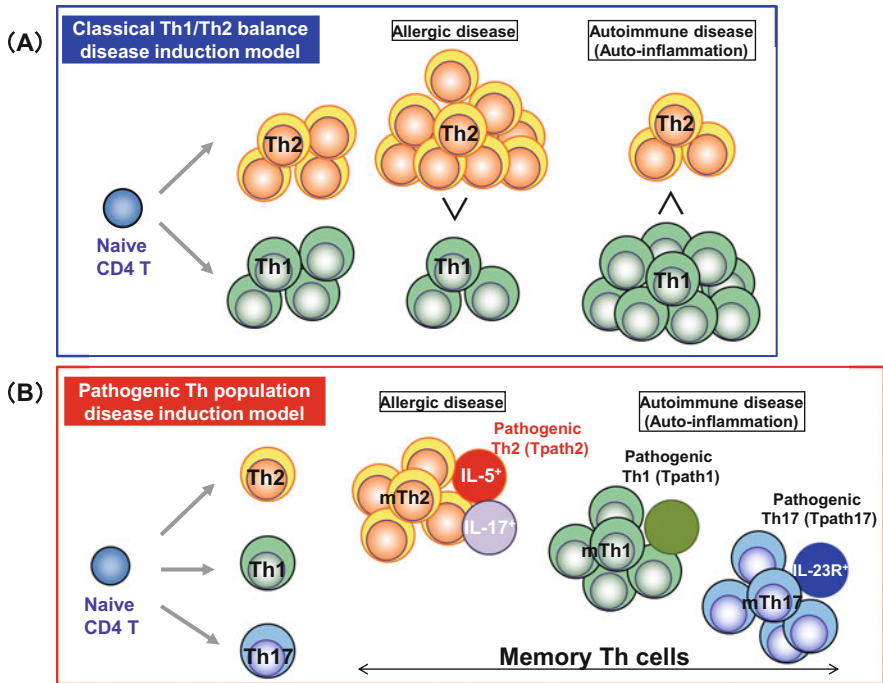 (A)
Classical Th1/Th2 balance
disease induction model
Allergic disease
Autoimmune disease
(Auto-inflammation)
Th2
Th2
Th2
Naive
CD4 T
Th1
Th1
Th1
(B)
Pathogenic Th population
disease induction model
Allergic disease
Autoimmune disease
(Auto-inflammation)
Pathogenic
Th2 (Tpath2)
Pathogenic
Th1 (Tpath1)
Pathogenic
Th17 (Tpath17)
Th2
mTh2
IL-5⁺
IL-17⁺
Th1
mTh1
IL-23R⁺
mTh17
Naive
CD4 T
Th17
Memory Th cells